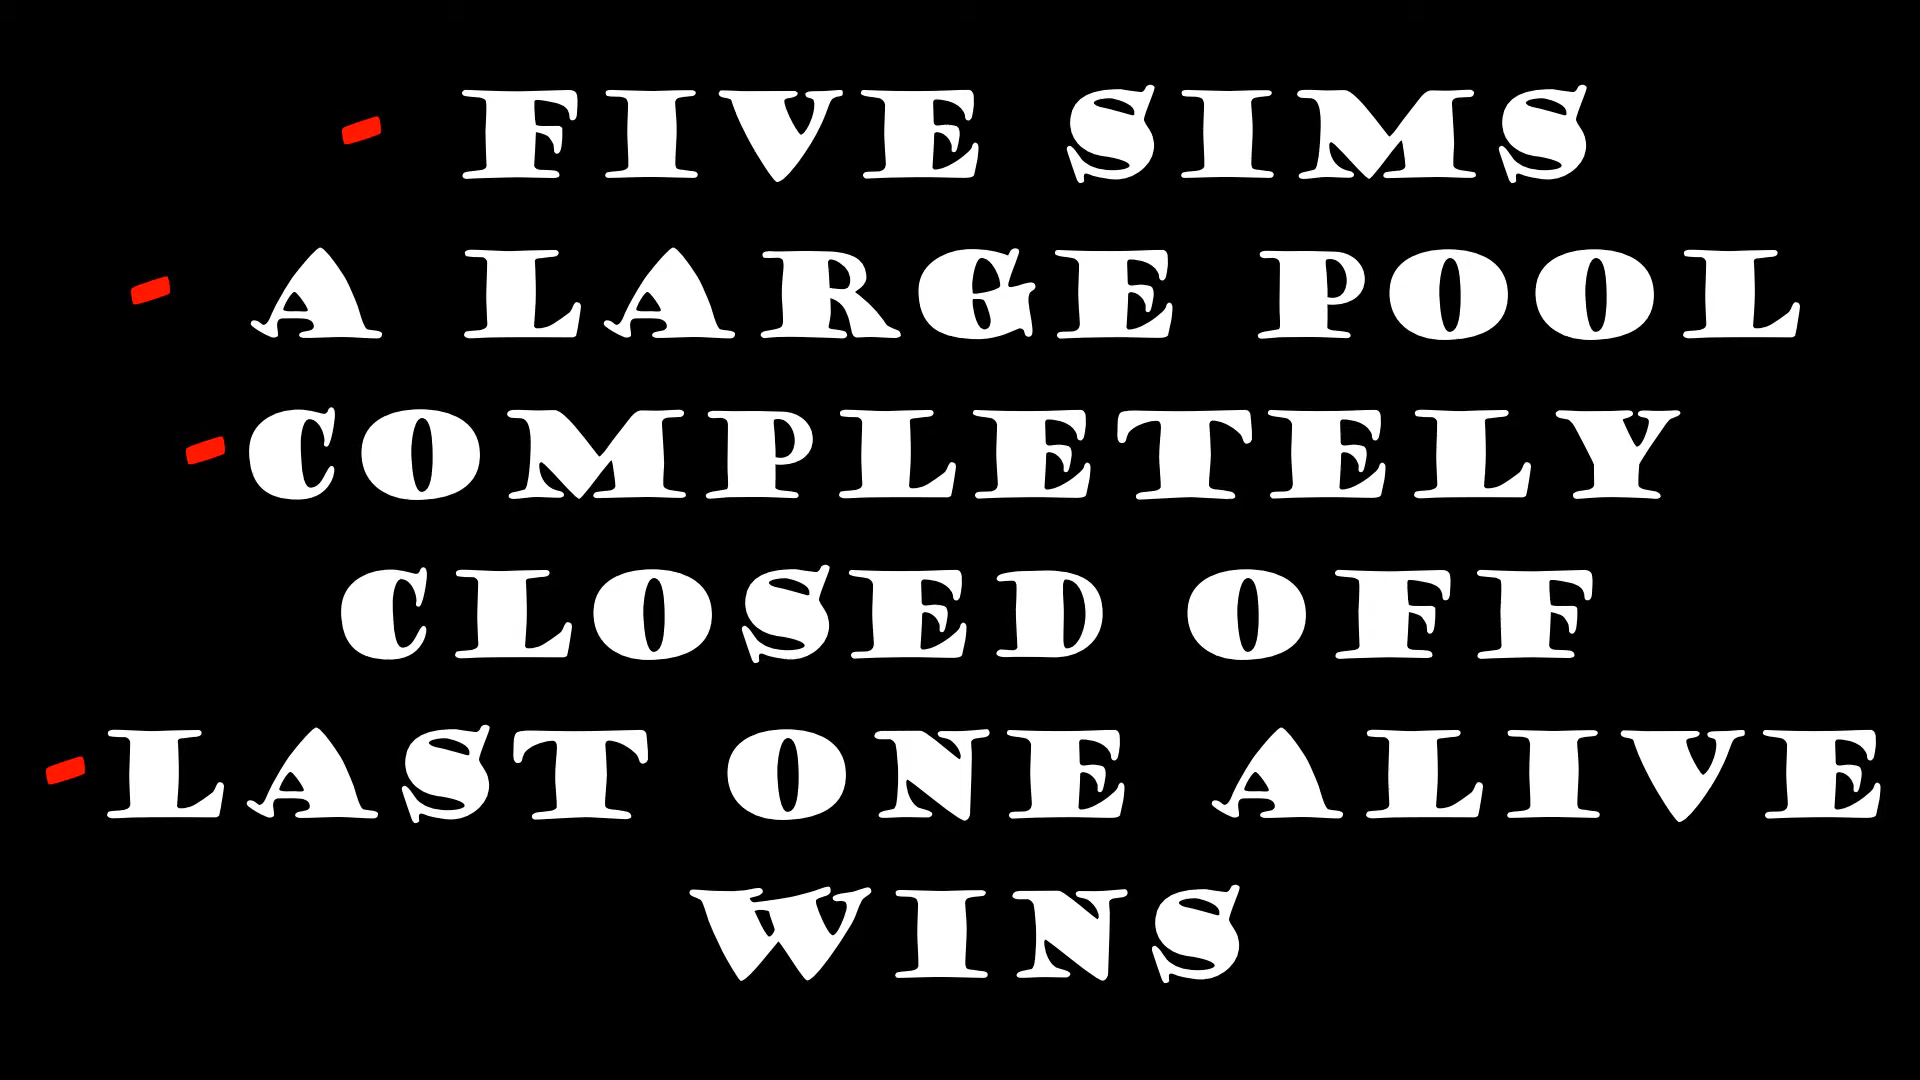 - FIVE SIMS
- A LARGE POOL
-COMPLETELY
CLOSED OFF
-LAST ONE ALIVE
WINS